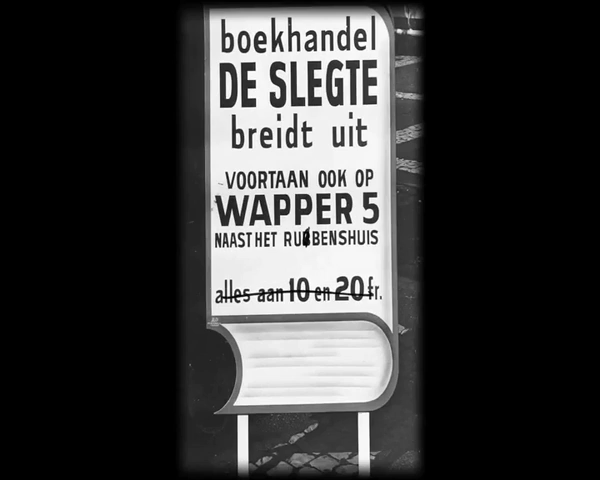 boekhandel
DE SLEGTE
breidt uit
VOORTAAN OOK OP
WAPPER 5
NAAST HET RUBBENSHUIS
alles aan 10 en 20 fr.